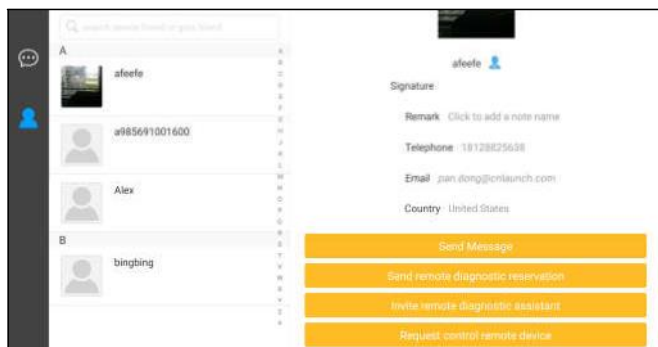 A
afeefe
a985691001600
Alex
B
bingbing
afeefe
Signature
Remark Click to add a note name
Telephone 18128825638
Email pan.dong@cnlaunch.com
Country United States
Send Message
Send remote diagnostic reservation
Invite remote diagnostic assistant
Request control remote device